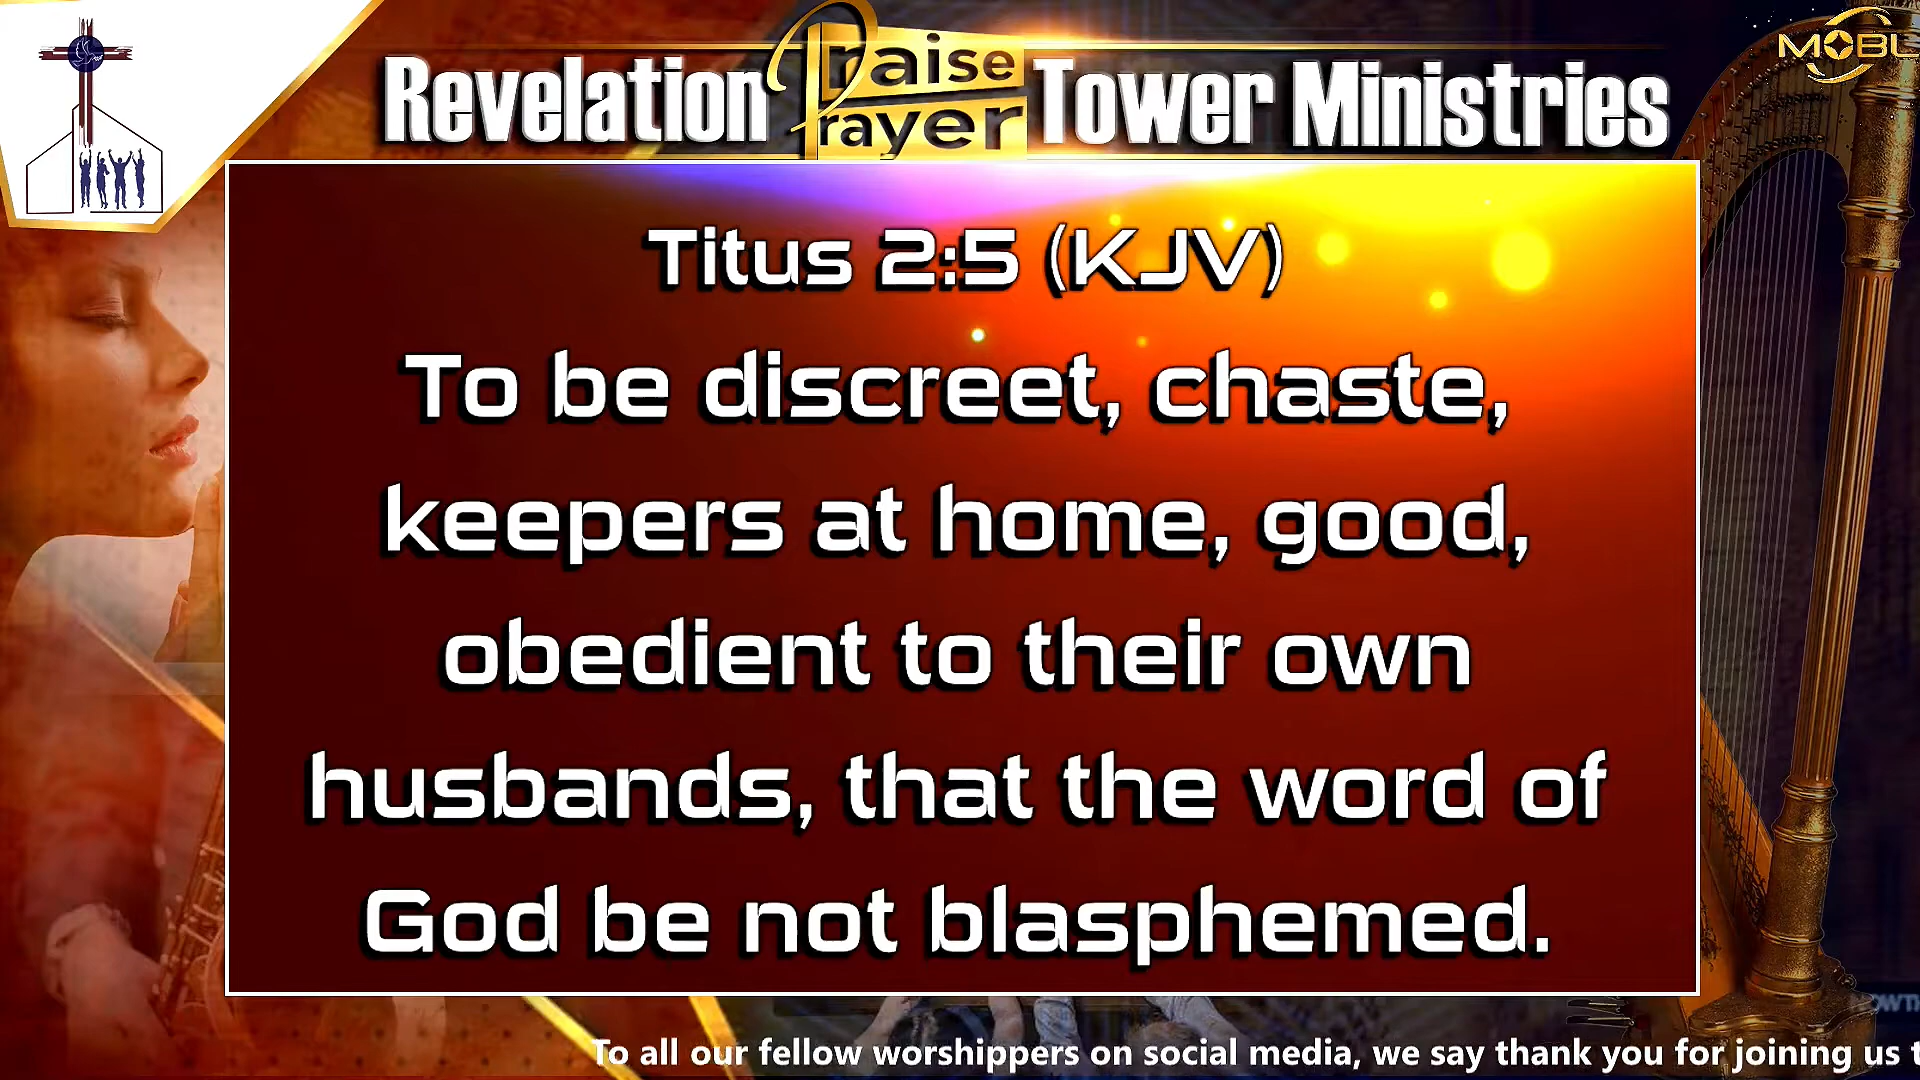 Revelation Praise Prayer Tower Ministries
MOBL
Titus 2:5 (KJV)
To be discreet, chaste,
keepers at home, good,
obedient to their own
husbands, that the word of
God be not blasphemed.
To all our fellow worshippers on social media, we say thank you for joining us